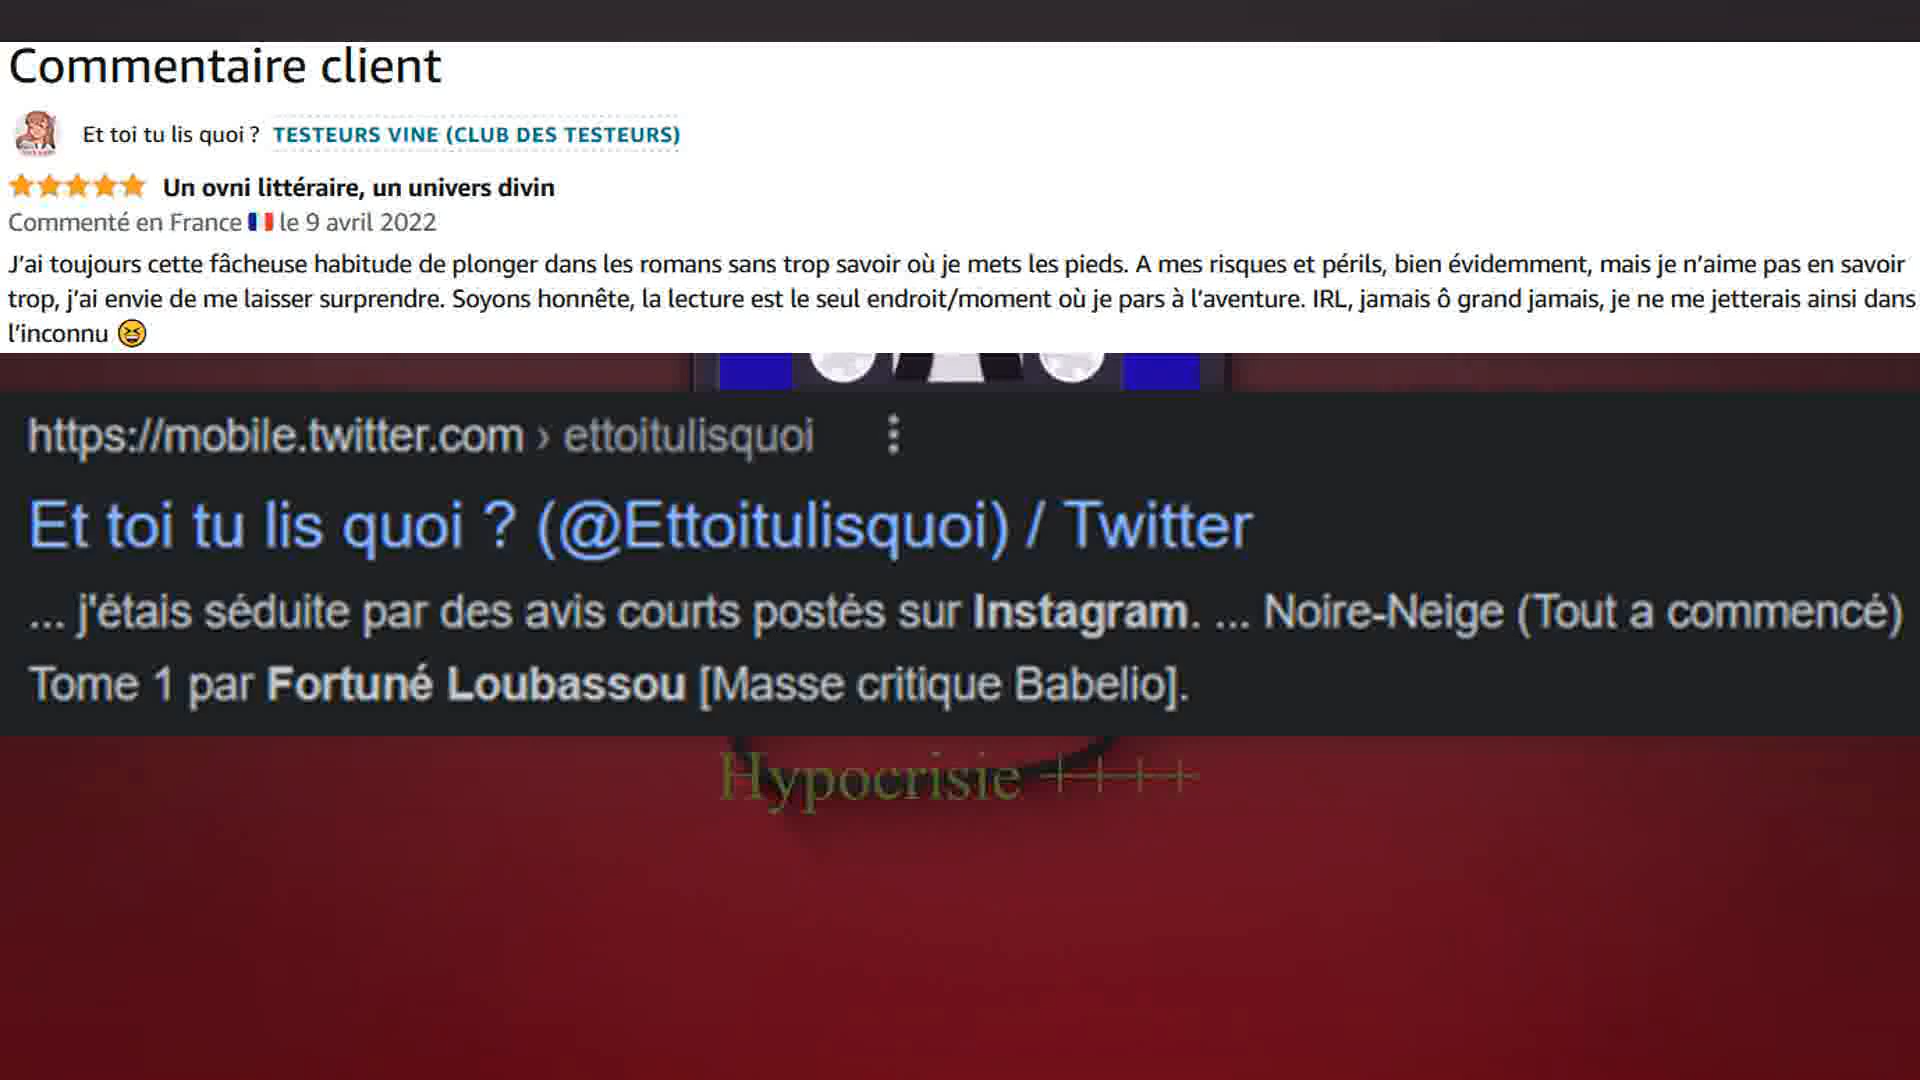 Commentaire client
Et toi tu lis quoi ? TESTEURS VINE (CLUB DES TESTEURS)
Un ovni littéraire, un univers divin
Commenté en France 🇫🇷 le 9 avril 2022
J’ai toujours cette fâcheuse habitude de plonger dans les romans sans trop savoir où je mets les pieds. A mes risques et périls, bien évidemment, mais je n’aime pas en savoir
trop, j’ai envie de me laisser surprendre. Soyons honnête, la lecture est le seul endroit/moment où je pars à l’aventure. IRL, jamais ô grand jamais, je ne me jetterais ainsi dans
l’inconnu 😆
https://mobile.twitter.com › ettoitulisquoi
Et toi tu lis quoi ? (@Ettoitulisquoi) / Twitter
... j'étais séduite par des avis courts postés sur Instagram. ... Noire-Neige (Tout a commencé)
Tome 1 par Fortuné Loubassou [Masse critique Babelio].
Hypocrisie ++++